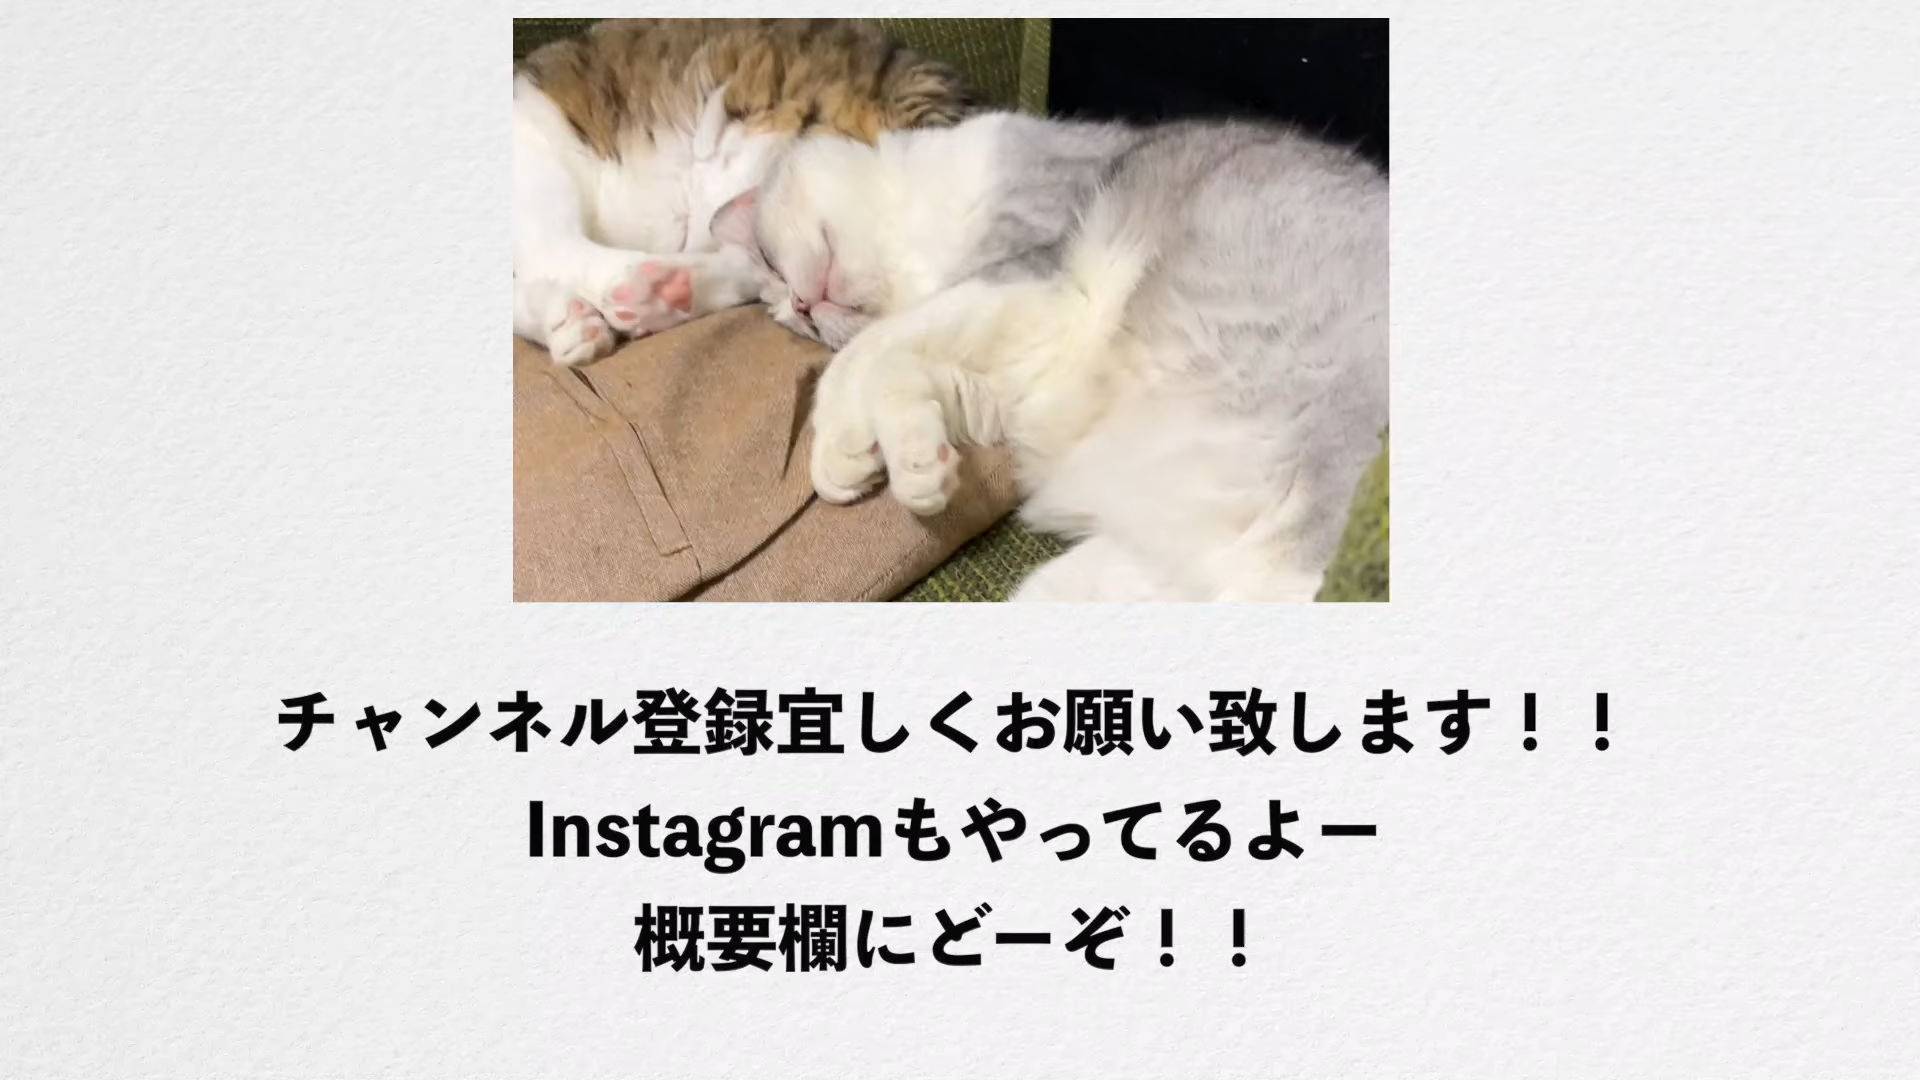 チャンネル登録宜しくお願い致します！！
Instagramもやってるよー
概要欄にどーぞ！！